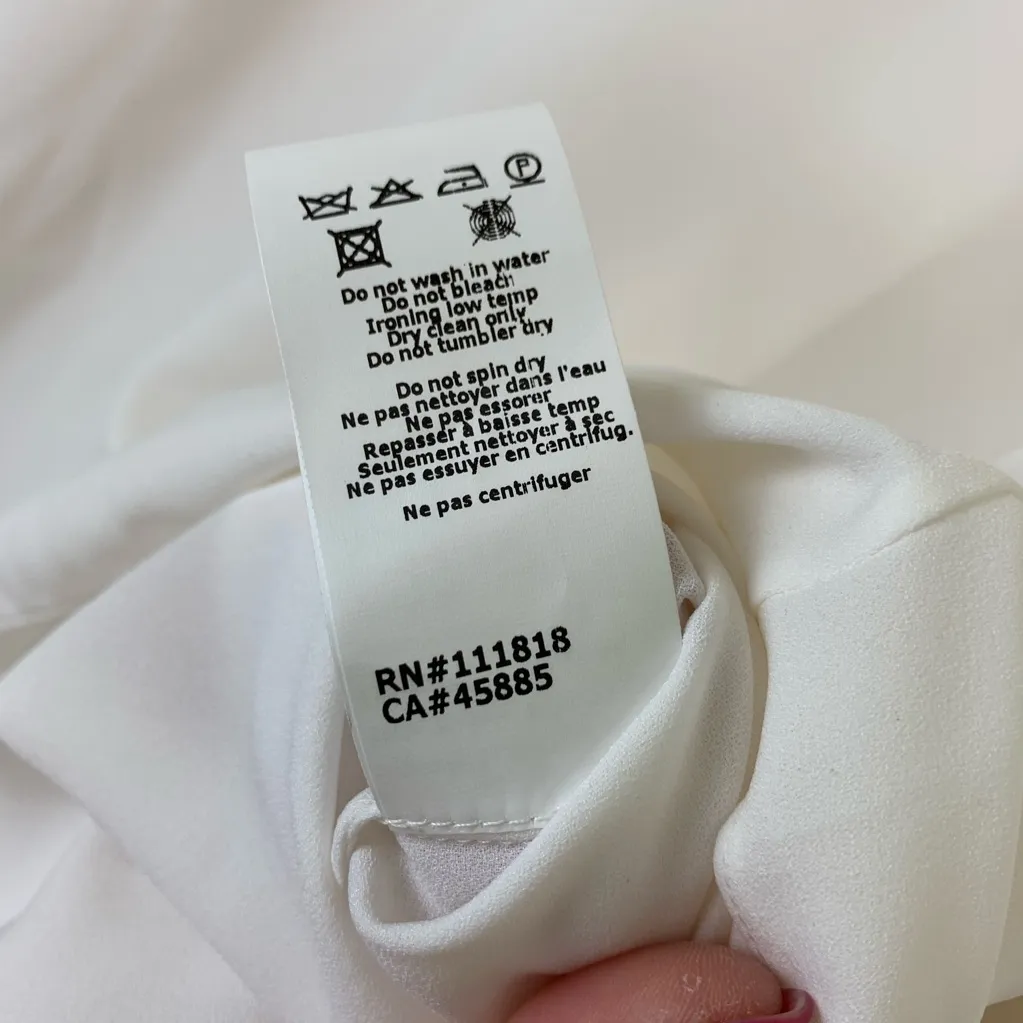 P
Do not wash in water
Do not bleach
Ironing low temp
Dry clean only
Do not tumbler dry
Do not spin dry
Ne pas nettoyer dans l'eau
Ne pas essorer
Repasser à baisse temp
Seulement nettoyer à sec
Ne pas essuyer en centrifug.
Ne pas centrifuger
RN#111818
CA#45885